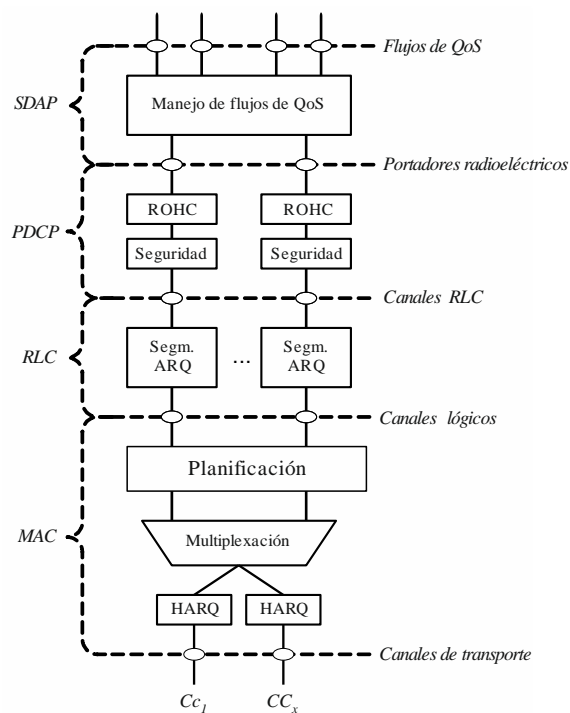 Flujos de QoS
SDAP
Manejo de flujos de QoS
Portadores radioeléctricos
PDCP
ROHC
ROHC
Seguridad
Seguridad
Canales RLC
RLC
Segm.
ARQ
...
Segm.
ARQ
Canales lógicos
Planificación
MAC
Multiplexación
HARQ
HARQ
Canales de transporte
Cc1
CCx